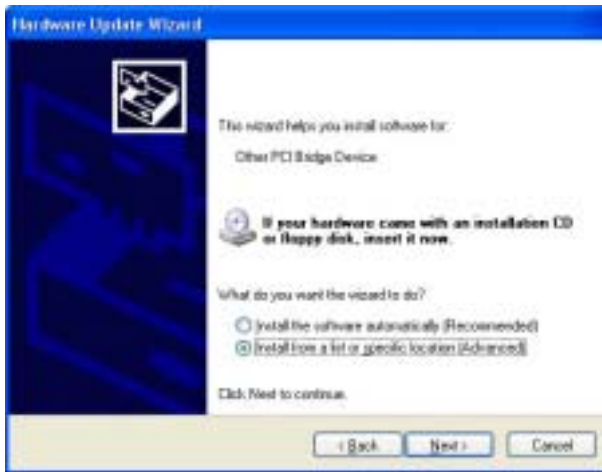 Hardware Update Wizard
This wizard helps you install software for:
Other PCI Bridge Device
If your hardware came with an installation CD
or floppy disk, insert it now.
What do you want the wizard to do?
Install the software automatically (Recommended)
Install from a list or specific location (Advanced)
Click Next to continue.
< Back
Next >
Cancel